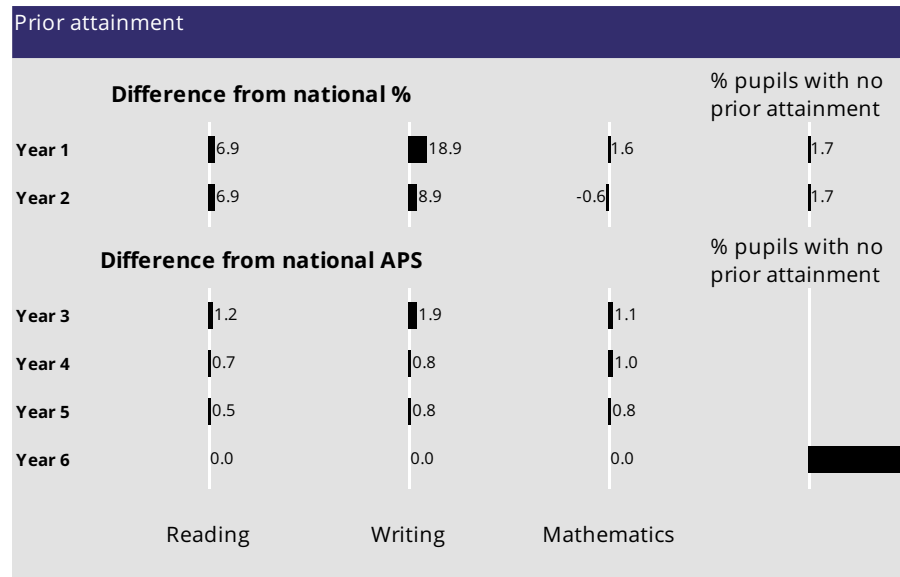 Prior attainment
Difference from national %
% pupils with no
prior attainment
Year 1 6.9 18.9 1.6 1.7
Year 2 6.9 8.9 -0.6 1.7
Difference from national APS
% pupils with no
prior attainment
Year 3 1.2 1.9 1.1
Year 4 0.7 0.8 1.0
Year 5 0.5 0.8 0.8
Year 6 0.0 0.0 0.0
Reading Writing Mathematics